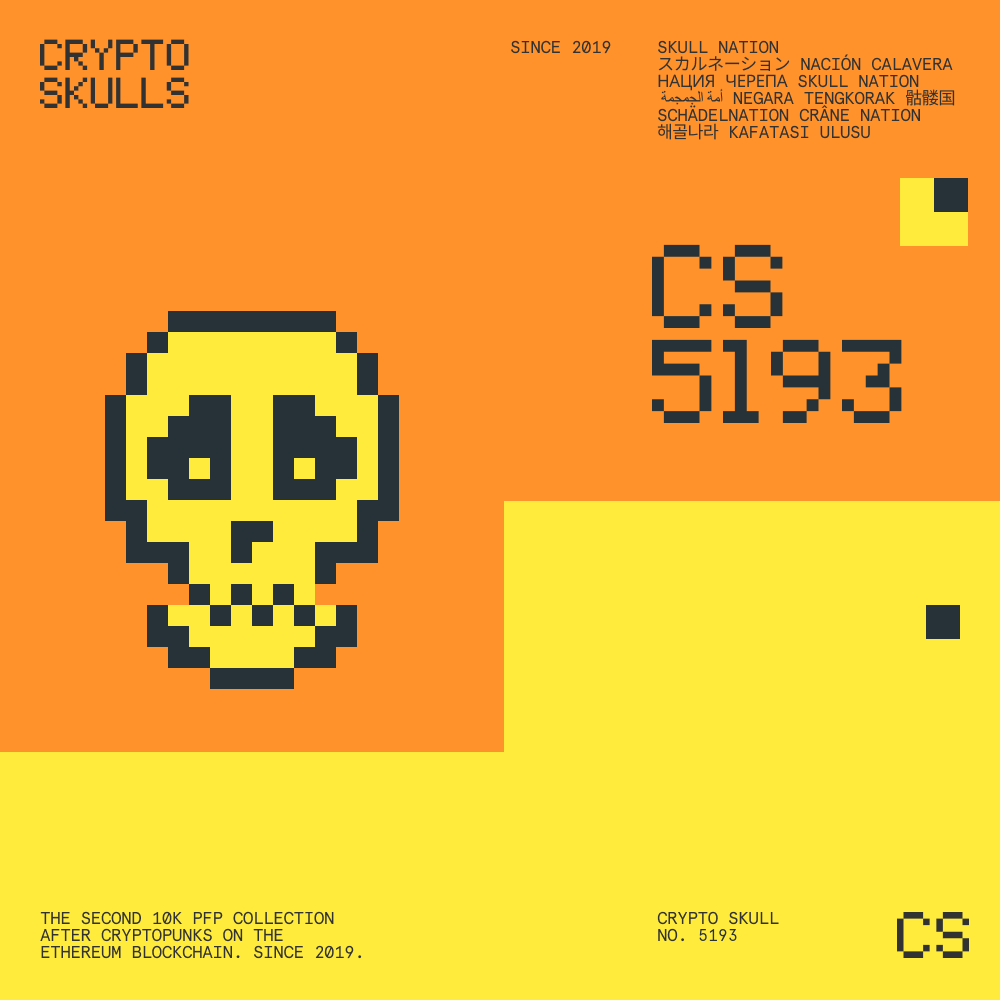 CRYPTO
SKULLS
SINCE 2019
SKULL NATION
スカルネーション NACIÓN CALAVERA
НАЦИЯ ЧЕРЕПА SKULL NATION
أمة الجمجمة NEGARA TENGKORAK 骷髅国
SCHÄDELNATION CRÂNE NATION
해골나라 KAFATASI ULUSU
CS
5193
THE SECOND 10K PFP COLLECTION
AFTER CRYPTOPUNKS ON THE
ETHEREUM BLOCKCHAIN. SINCE 2019.
CRYPTO SKULL
NO. 5193
CS